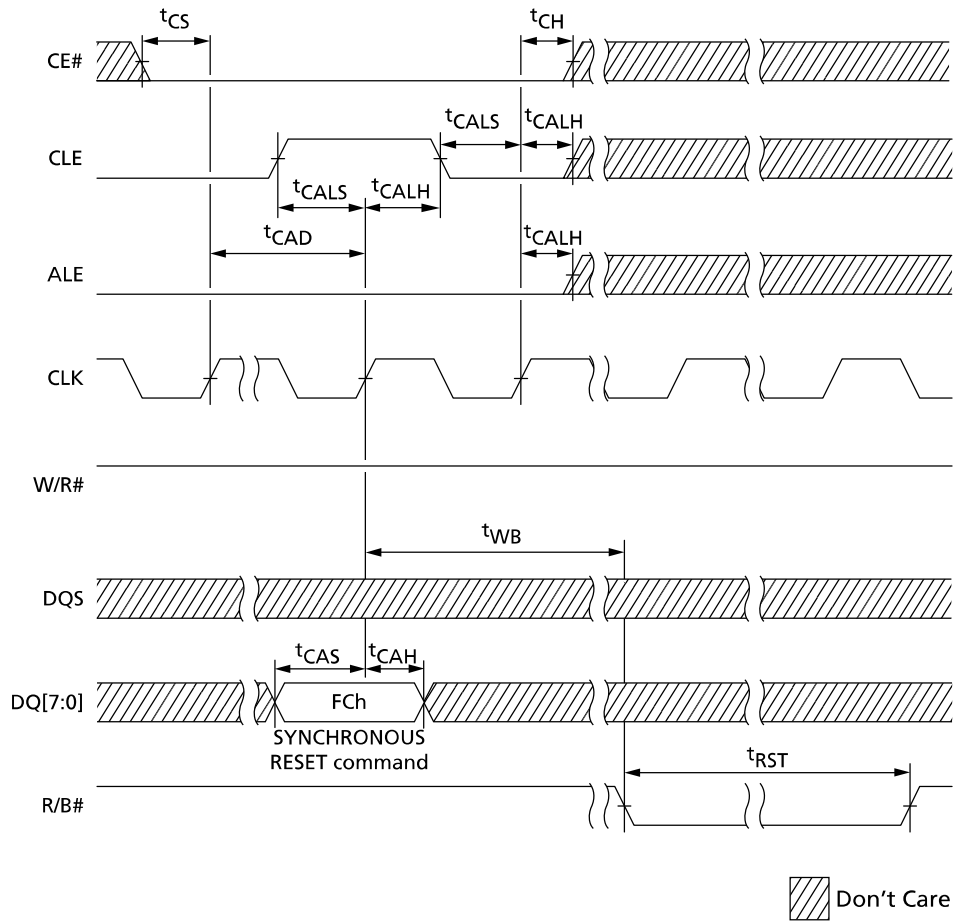 tCS
tCH
CE#
tCALS
tCALH
CLE
tCALS
tCALH
tCAD
tCALH
ALE
CLK
W/R#
tWB
DQS
tCAS
tCAH
DQ[7:0]
FCh
SYNCHRONOUS
RESET command
tRST
R/B#
Don't Care